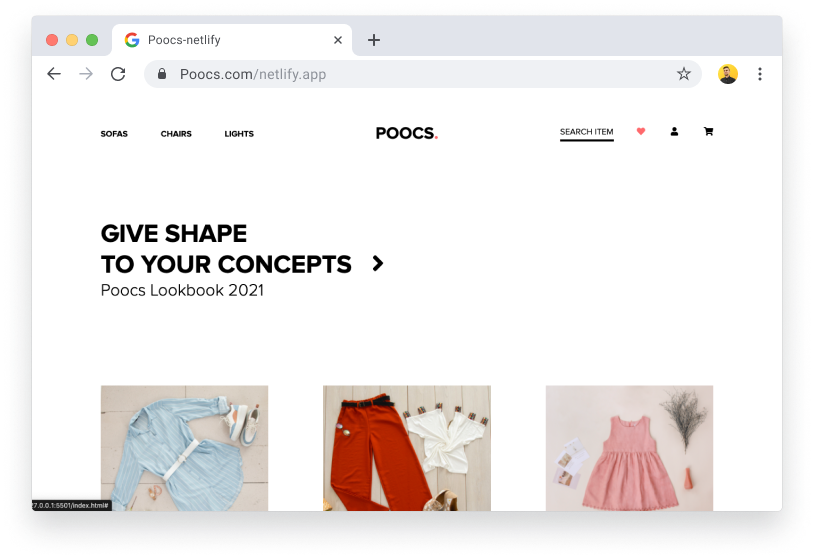 Poocs-netlify
Poocs.com/netlify.app
SOFAS CHAIRS LIGHTS POOCS. SEARCH ITEM
GIVE SHAPE
TO YOUR CONCEPTS
Poocs Lookbook 2021
27.0.0.1:5501/index.html#